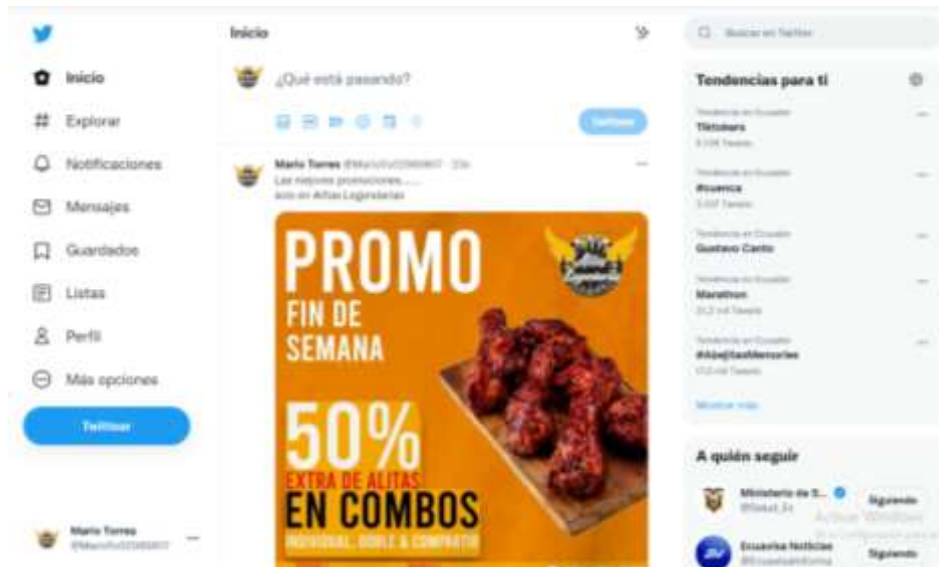 Inicio
Explorar
Notificaciones
Mensajes
Guardados
Listas
Perfil
Más opciones
Twittear
Mario Torres
Inicio
¿Qué está pasando?
Twittear
Mario Torres
Las mejores promociones......
solo en Alitas Legendarias
PROMO
FIN DE
SEMANA
50%
EXTRA DE ALITAS
EN COMBOS
INDIVIDUAL, DOBLE & COMPARTIR
Buscar en Twitter
Tendencias para ti
Tendencia en Ecuador
Tiktokers
Tendencia en Ecuador
#cuenca
Tendencia en Ecuador
Gustavo Canto
Tendencia en Ecuador
Marathon
Tendencia en Ecuador
Mostrar más
A quién seguir
Ministerio de S...
@Salud_Ec
Siguiendo
Activar Windows
Ecuavisa Noticias
Siguiendo